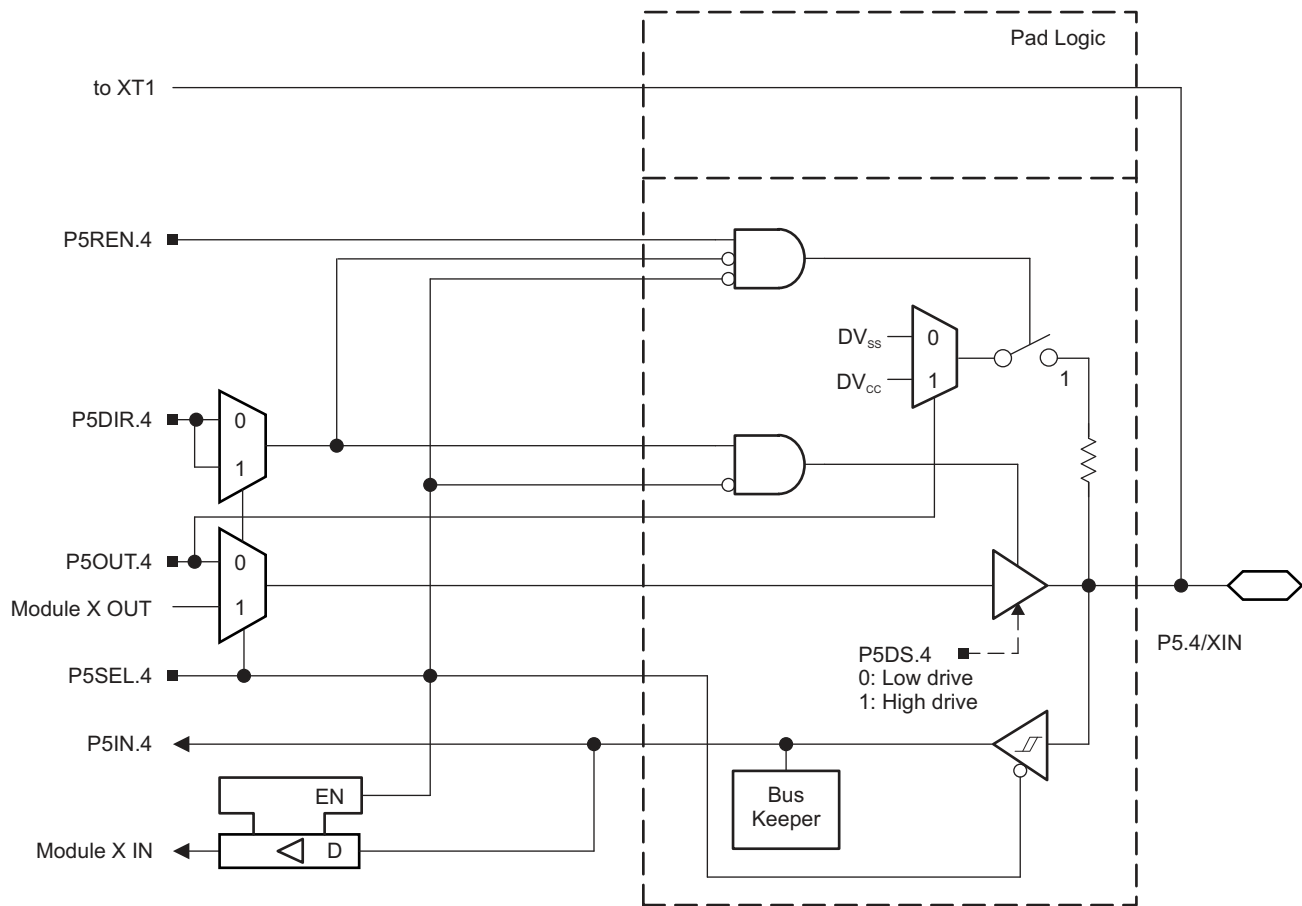 Pad Logic
to XT1
P5REN.4
DVSS
0
DVCC
1
1
P5DIR.4
0
1
P5OUT.4
0
Module X OUT
1
P5SEL.4
P5DS.4
0: Low drive
1: High drive
P5.4/XIN
P5IN.4
EN
Bus
Keeper
Module X IN
D